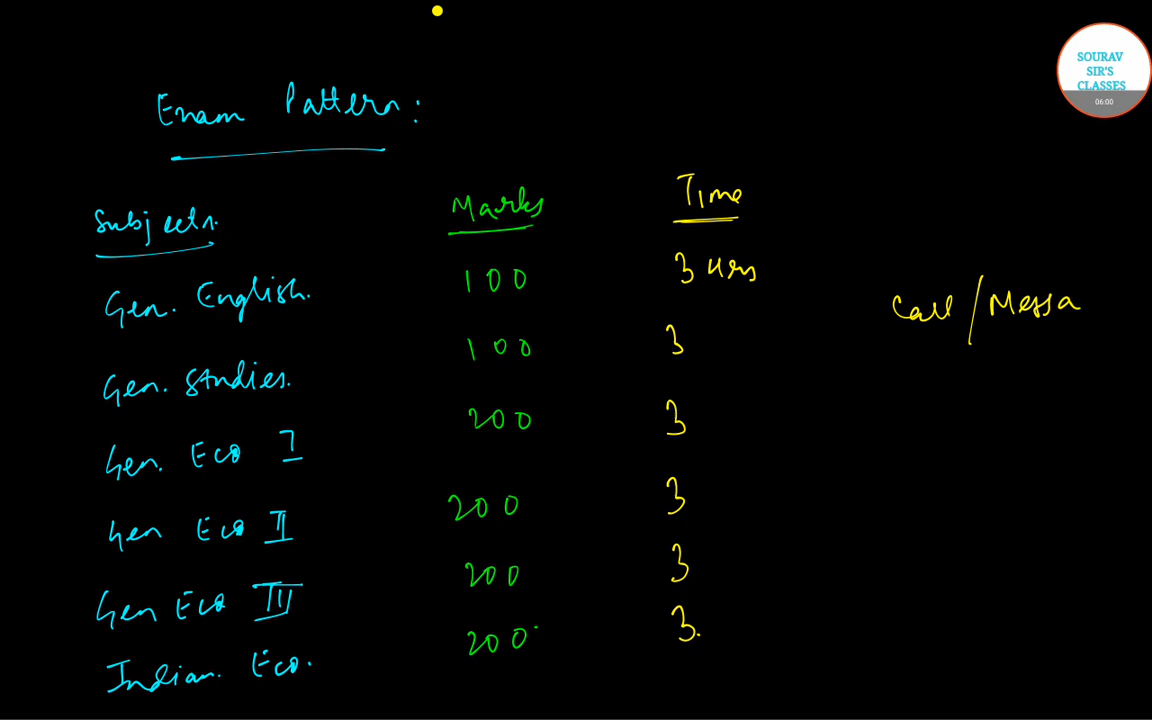 SOURAV
SIR'S
CLASSES
06:00
Exam Pattern:
Subjects. Marks Time
Gen. English. 100 3 Hrs
Call/Messa
Gen. Studies. 100 3
Gen. Eco I 200 3
Gen Eco II 200 3
Gen Eco III 200 3
Indian. Eco. 200 3.